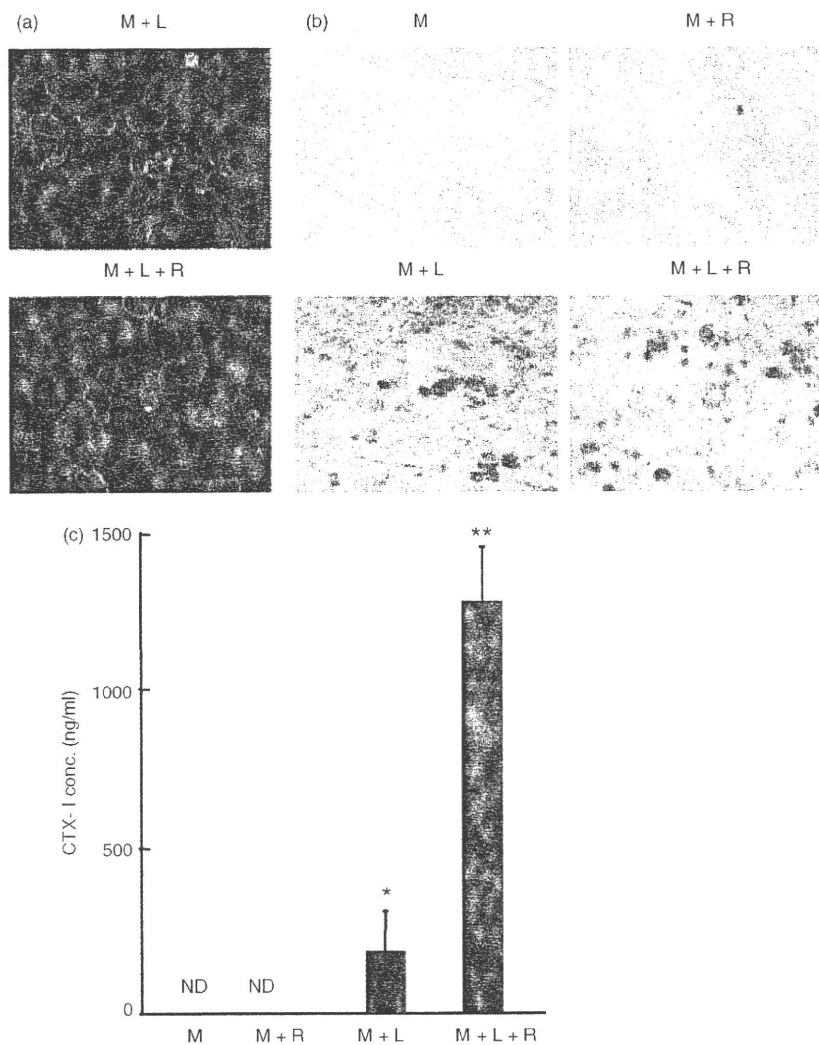 (a) M + L (b) M M + R
M + L + R M + L M + L + R
(c) 1500
**
1000
CTX- I conc. (ng/ml)
500
*
ND ND
0
M M + R M + L M + L + R